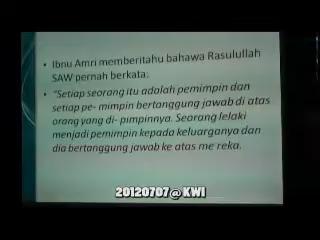 Ibnu Amri memberitahu bahawa Rasulullah
SAW pernah berkata:
"Setiap seorang itu adalah pemimpin dan
setiap pe- mimpin bertanggung jawab di atas
orang yang di- pimpinnya. Seorang lelaki
menjadi pemimpin kepada keluarganya dan
dia bertanggung jawab ke atas me reka.
20120707@KWI